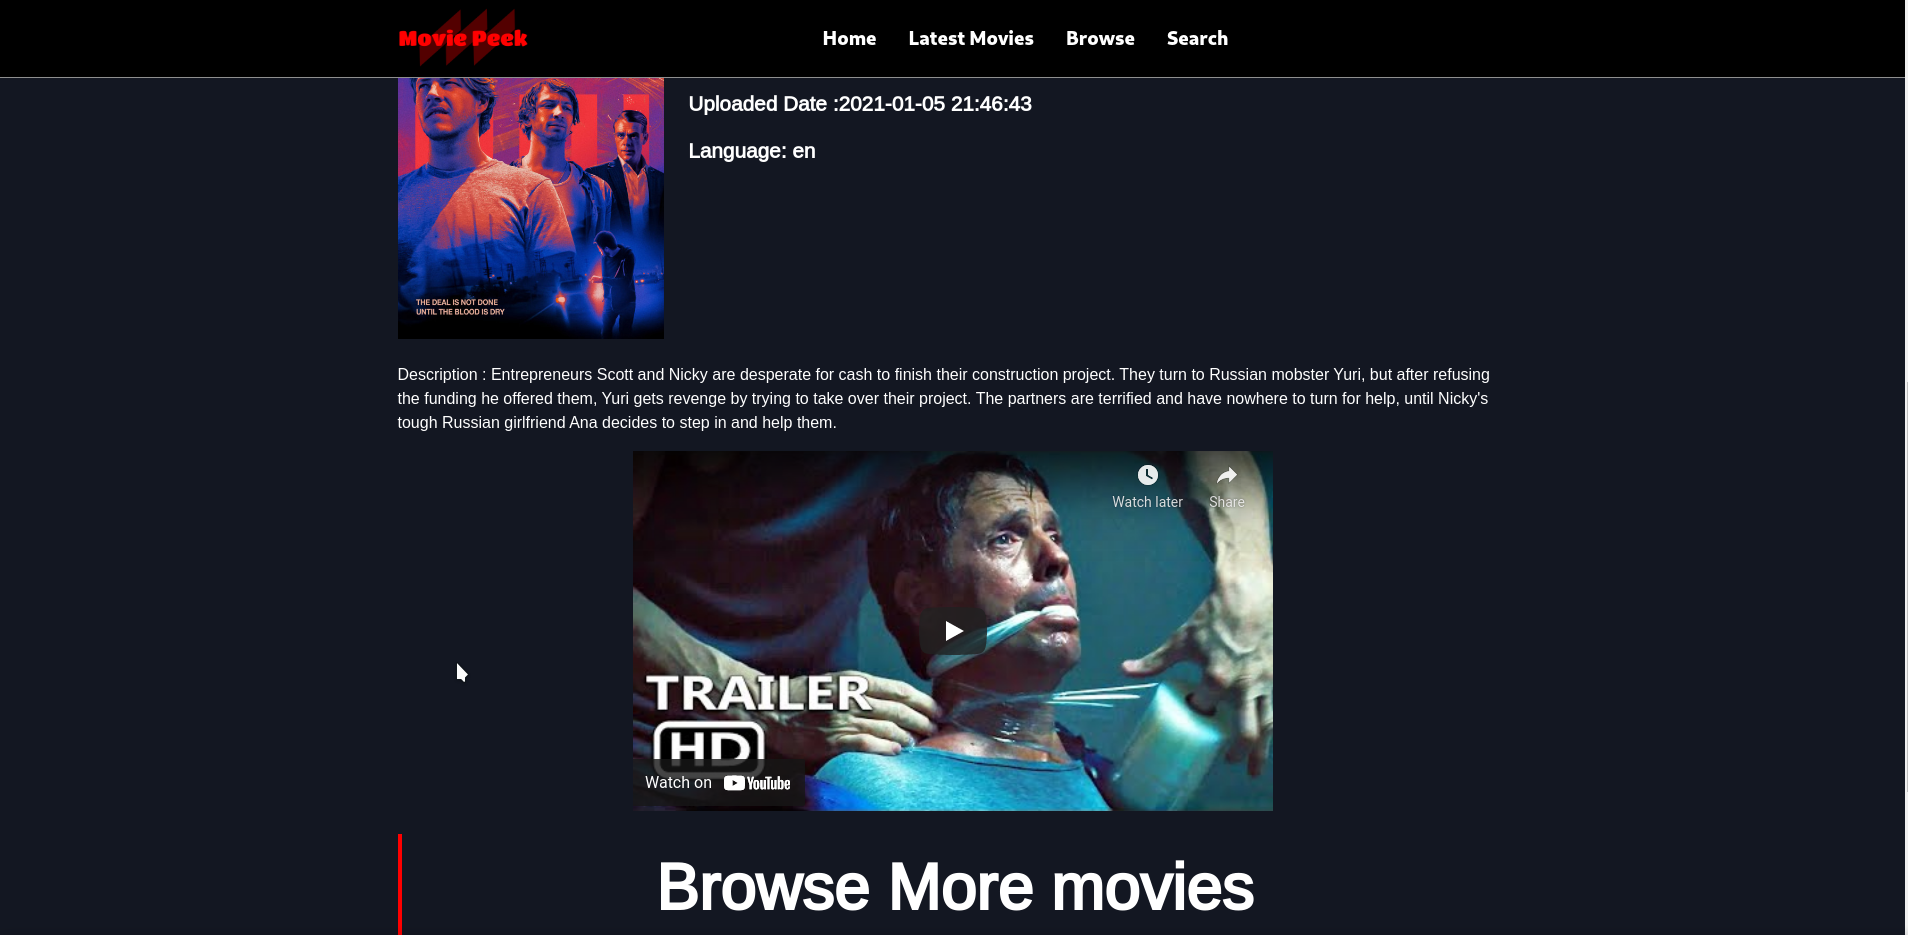 Movie Peek
Home
Latest Movies
Browse
Search
Uploaded Date :2021-01-05 21:46:43
Language: en
THE DEAL IS NOT DONE
UNTIL THE BLOOD IS DRY
Description : Entrepreneurs Scott and Nicky are desperate for cash to finish their construction project. They turn to Russian mobster Yuri, but after refusing
the funding he offered them, Yuri gets revenge by trying to take over their project. The partners are terrified and have nowhere to turn for help, until Nicky's
tough Russian girlfriend Ana decides to step in and help them.
Watch later
Share
TRAILER
HD
Watch on YouTube
Browse More movies